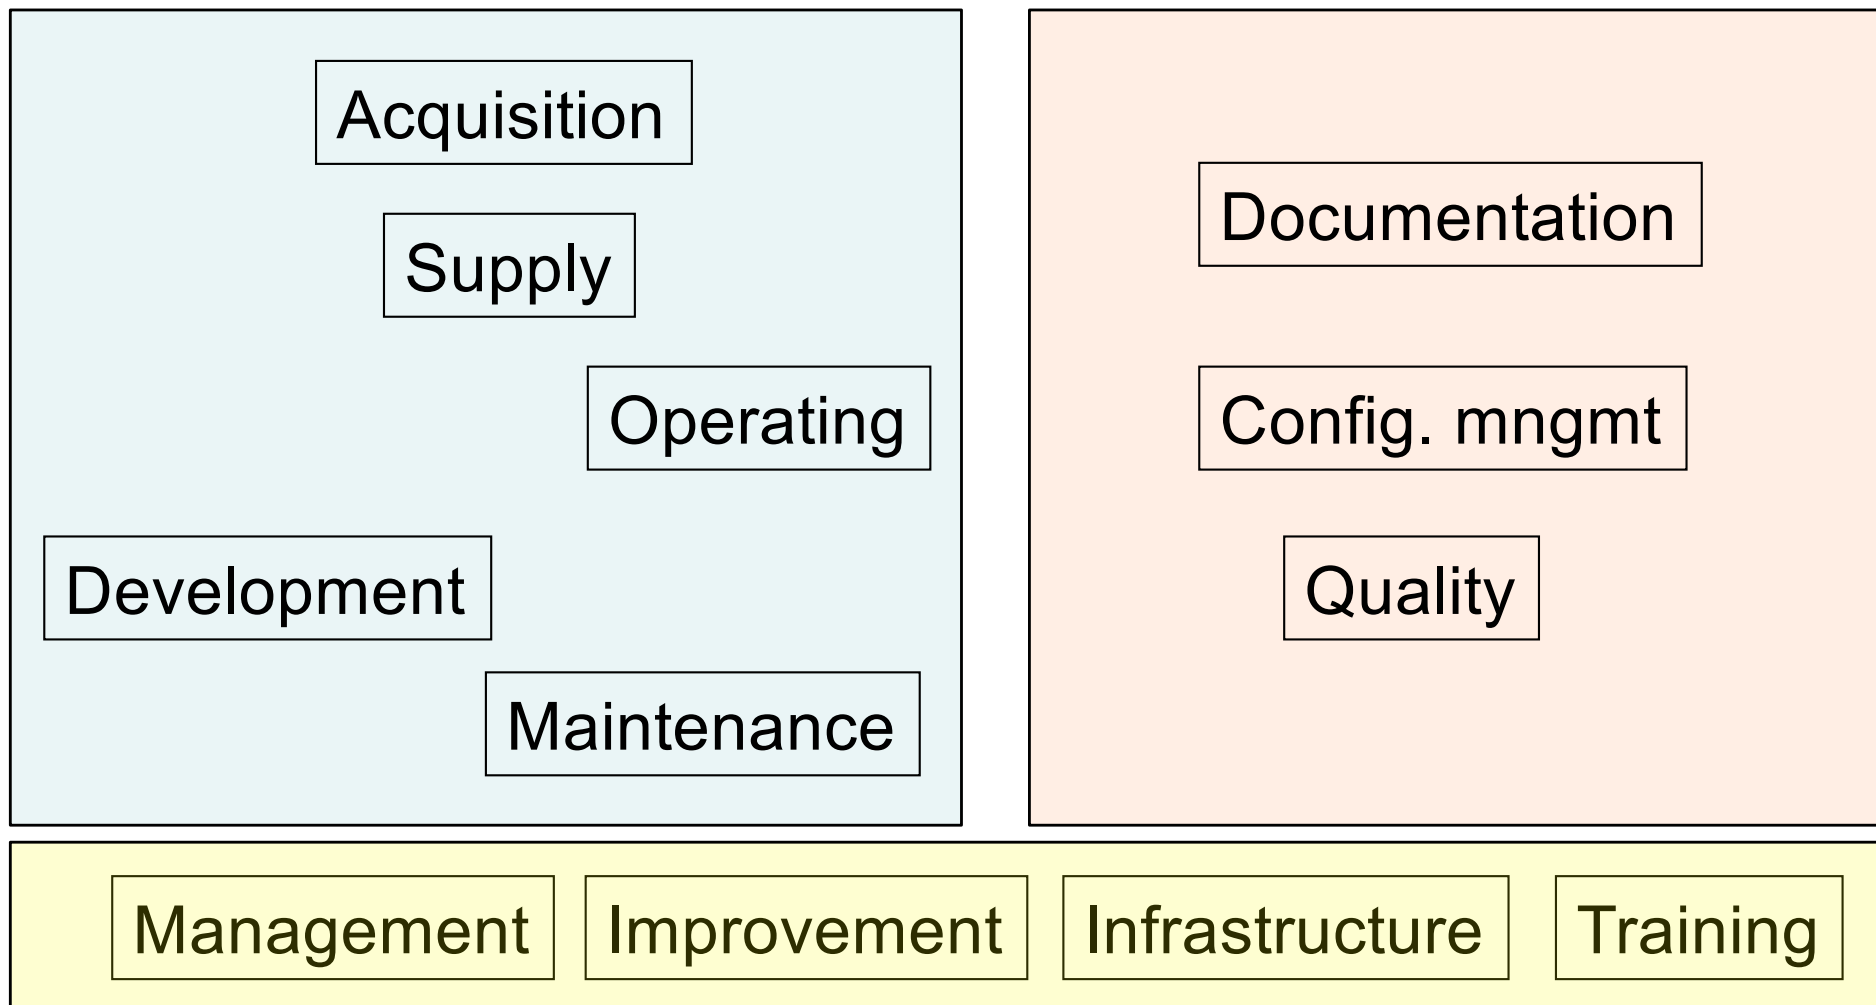 Acquisition
Supply
Operating
Development
Maintenance
Documentation
Config. mngmt
Quality
Management
Improvement
Infrastructure
Training